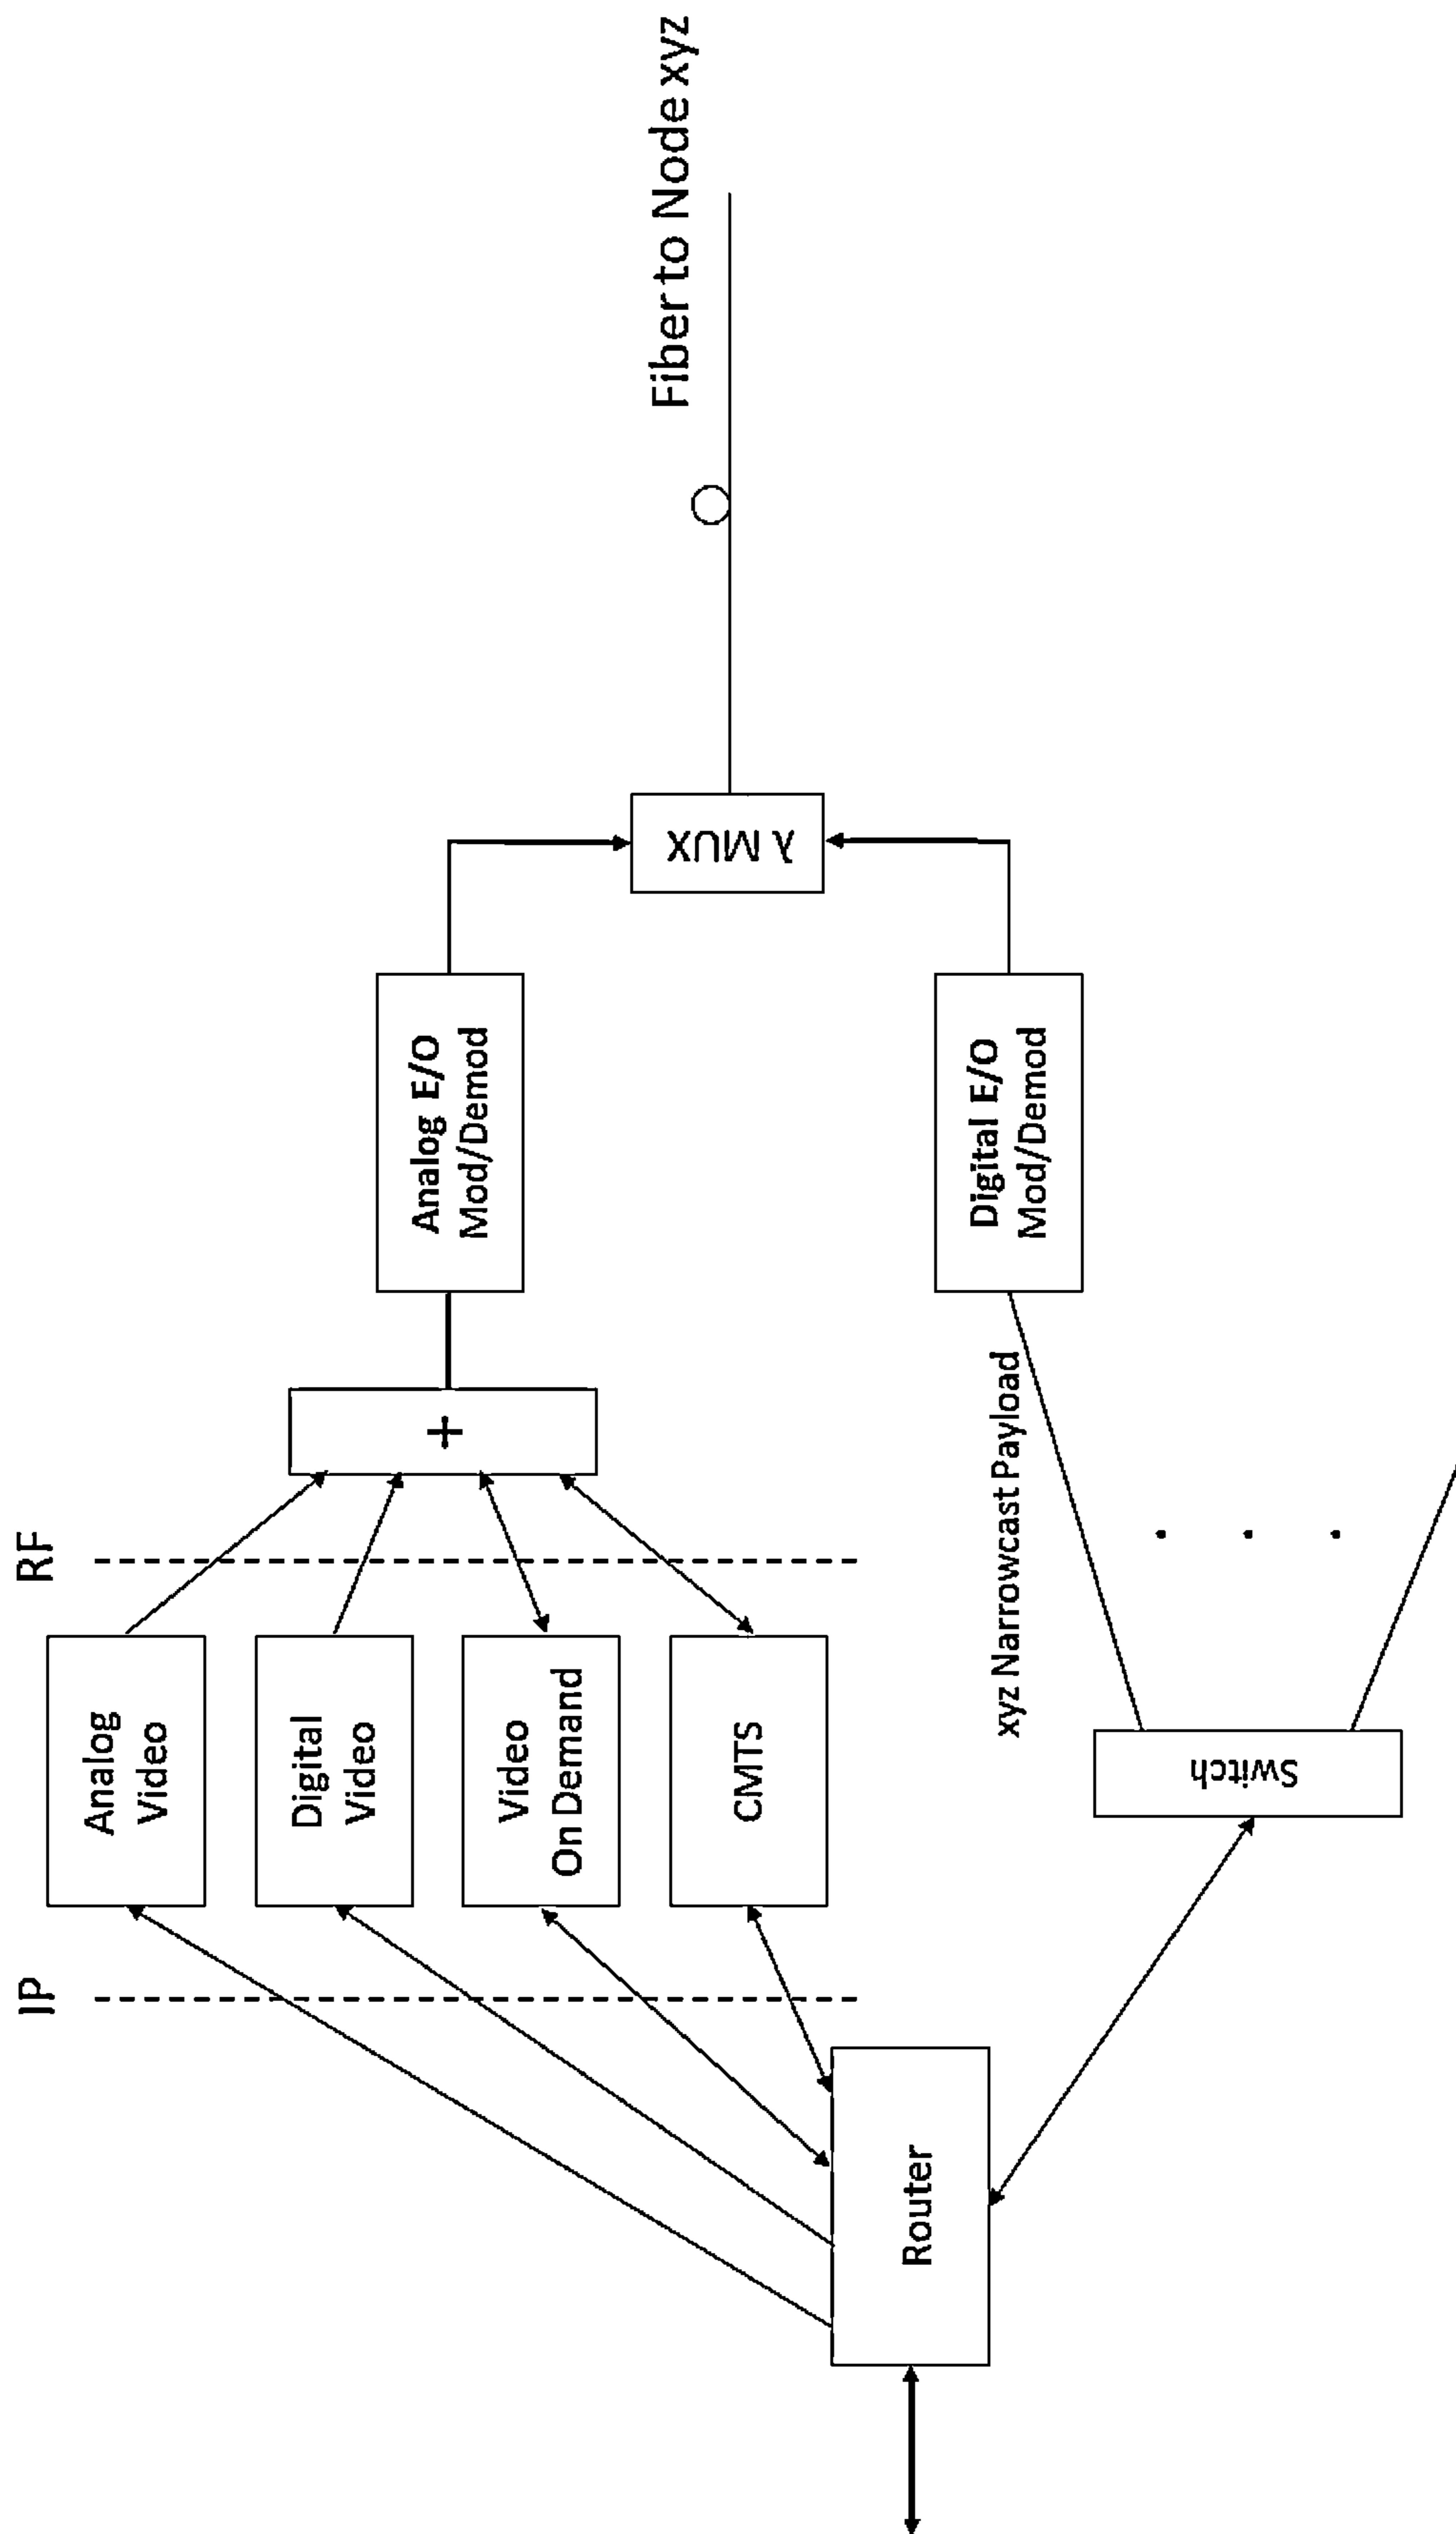 IP
RF
Analog
Video
Digital
Video
Video
On Demand
CMTS
Router
Switch
+
xyz Narrowcast Payload
Analog E/O
Mod/Demod
Digital E/O
Mod/Demod
λ MUX
Fiber to Node xyz